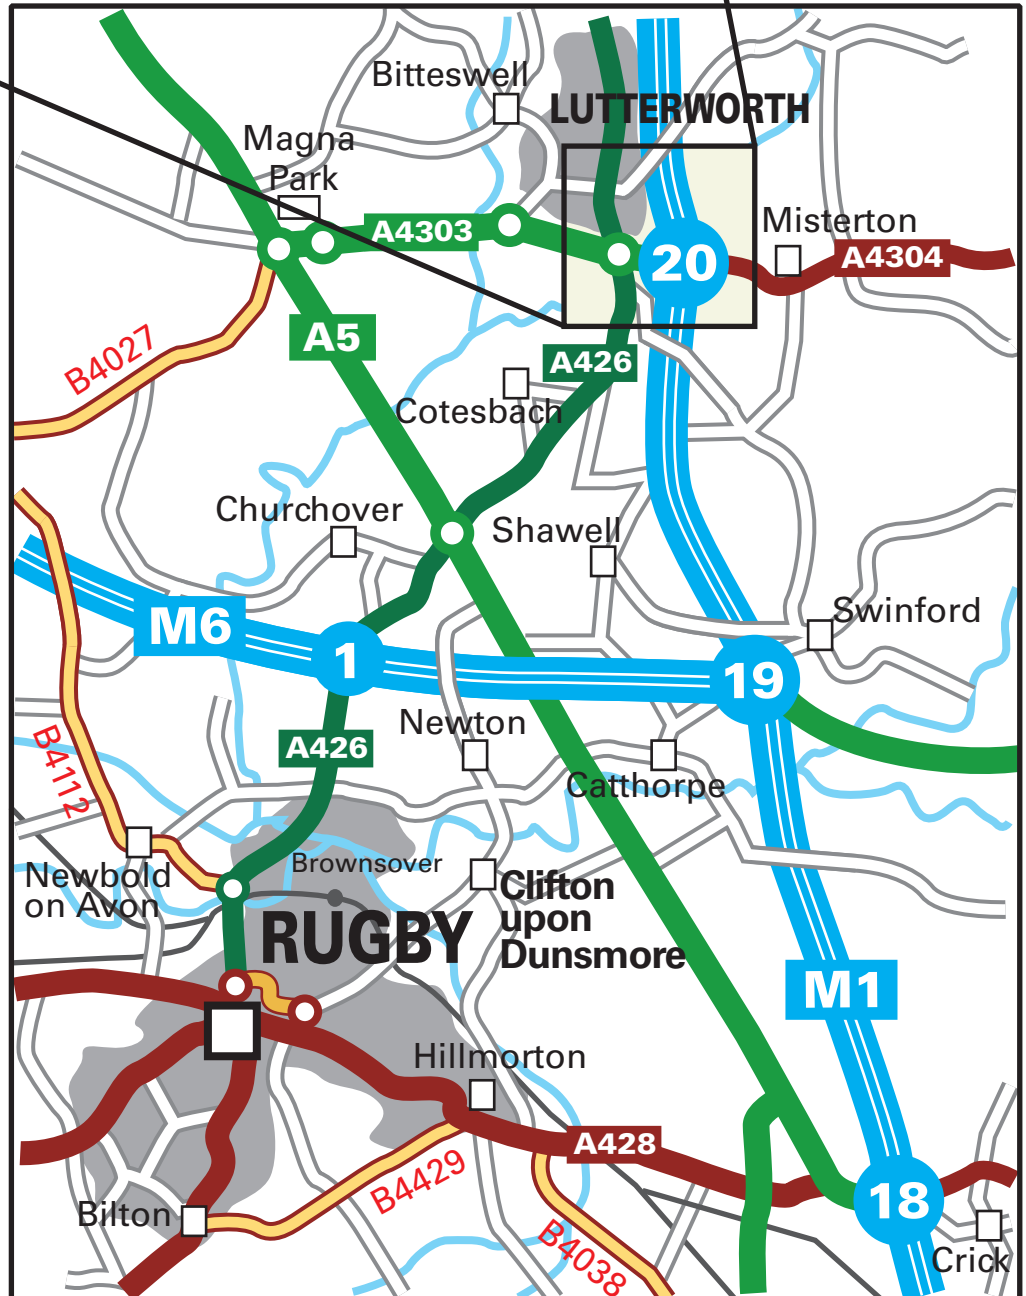 Bitteswell
LUTTERWORTH
Magna
Park
A4303
Misterton
20
A4304
A5
B4027
A426
Cotesbach
Churchover
Shawell
M6
Swinford
1
19
Newton
A426
B4112
Catthorpe
Brownsover
Newbold
on Avon
Clifton
upon
Dunsmore
RUGBY
M1
Hillmorton
A428
B4429
18
Bilton
B4038
Crick